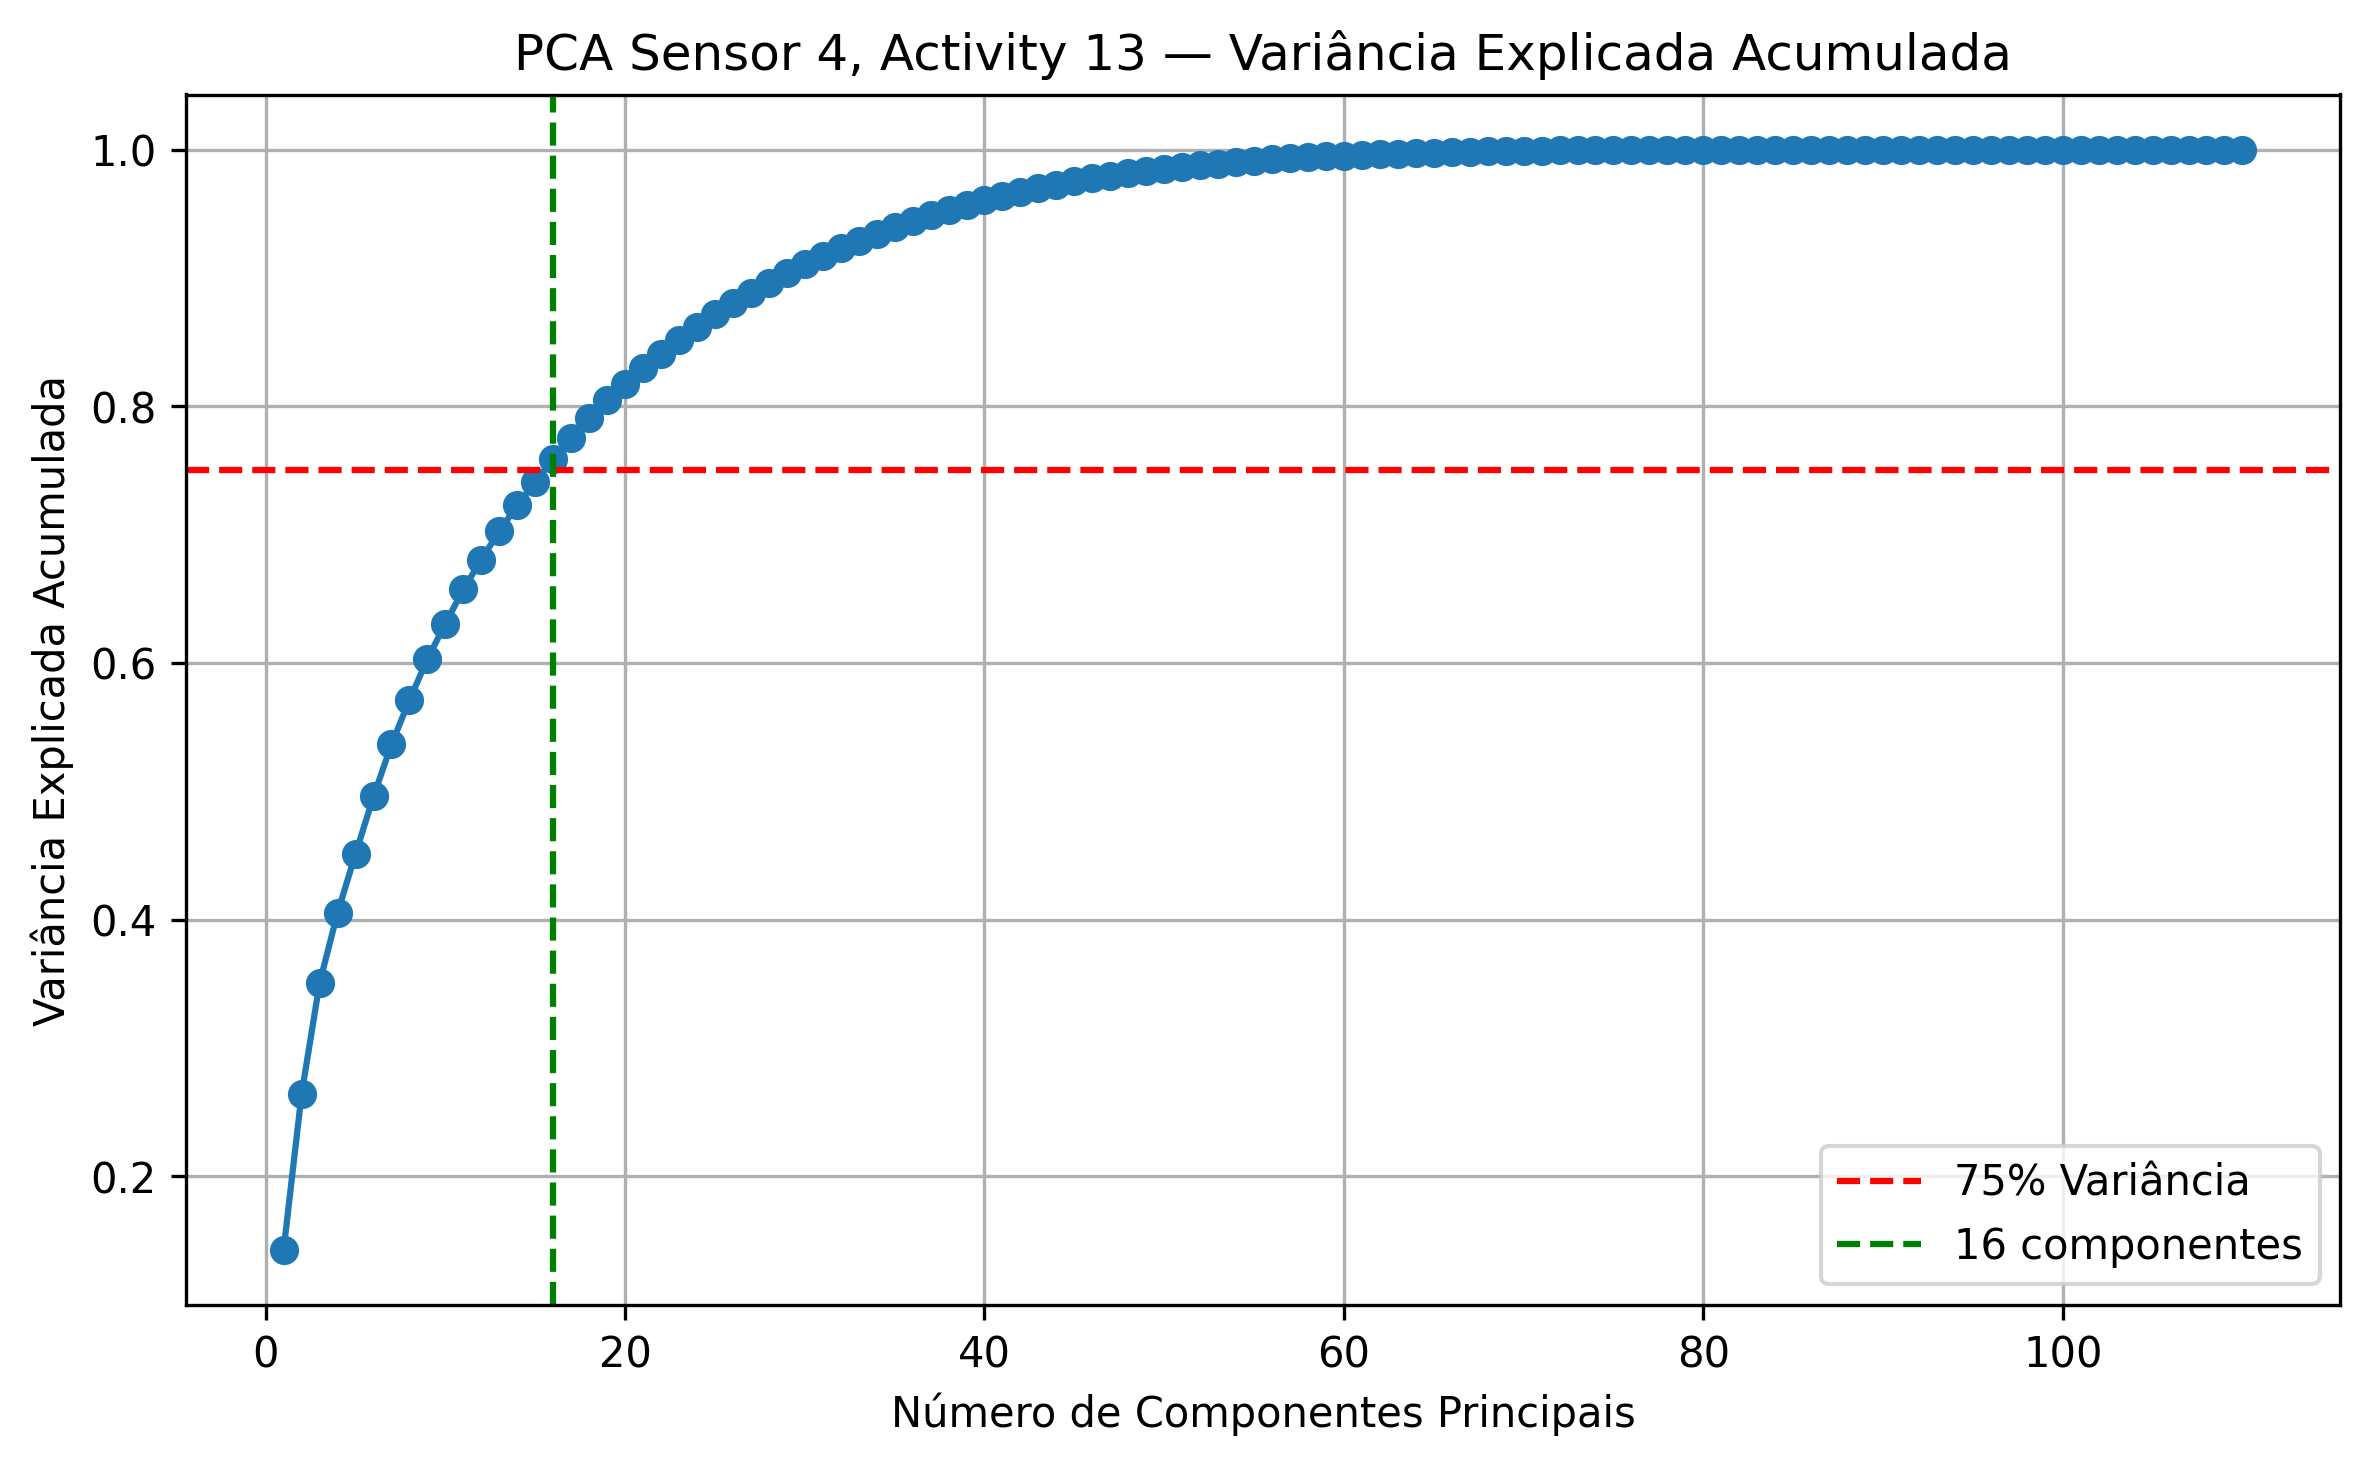 PCA Sensor 4, Activity 13 — Variância Explicada Acumulada
Variância Explicada Acumulada
1.0
0.8
0.6
0.4
0.2
0 20 40 60 80 100
Número de Componentes Principais
75% Variância
16 componentes